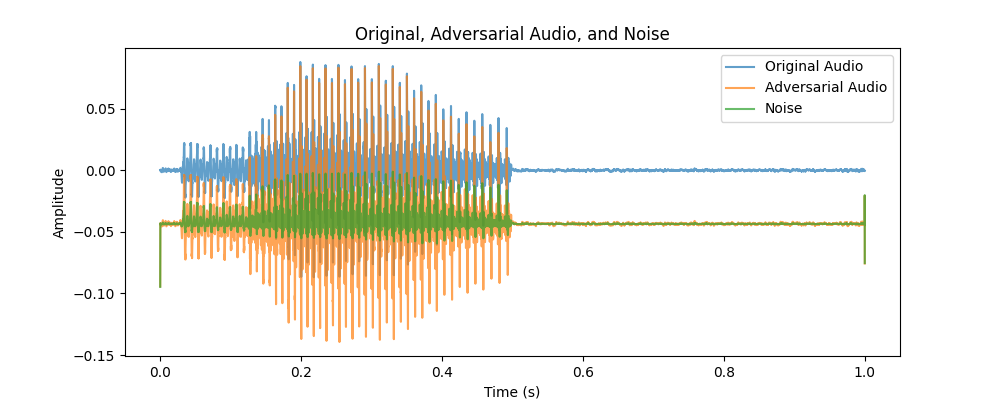 Original, Adversarial Audio, and Noise
Original Audio
Adversarial Audio
Noise
Amplitude
0.05
0.00
−0.05
−0.10
−0.15
0.0 0.2 0.4 0.6 0.8 1.0
Time (s)